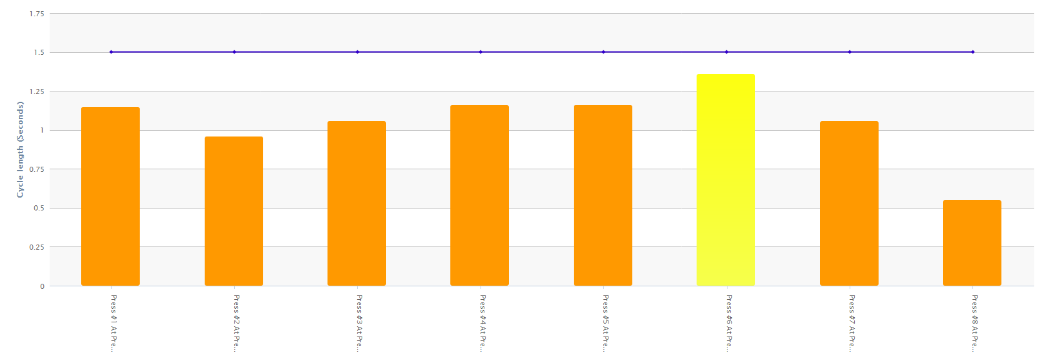 Cycle length (Seconds)
1.75
1.5
1.25
1
0.75
0.5
0.25
0
Press #1 At Pre...
Press #2 At Pre...
Press #3 At Pre...
Press #4 At Pre...
Press #5 At Pre...
Press #6 At Pre...
Press #7 At Pre...
Press #8 At Pre...